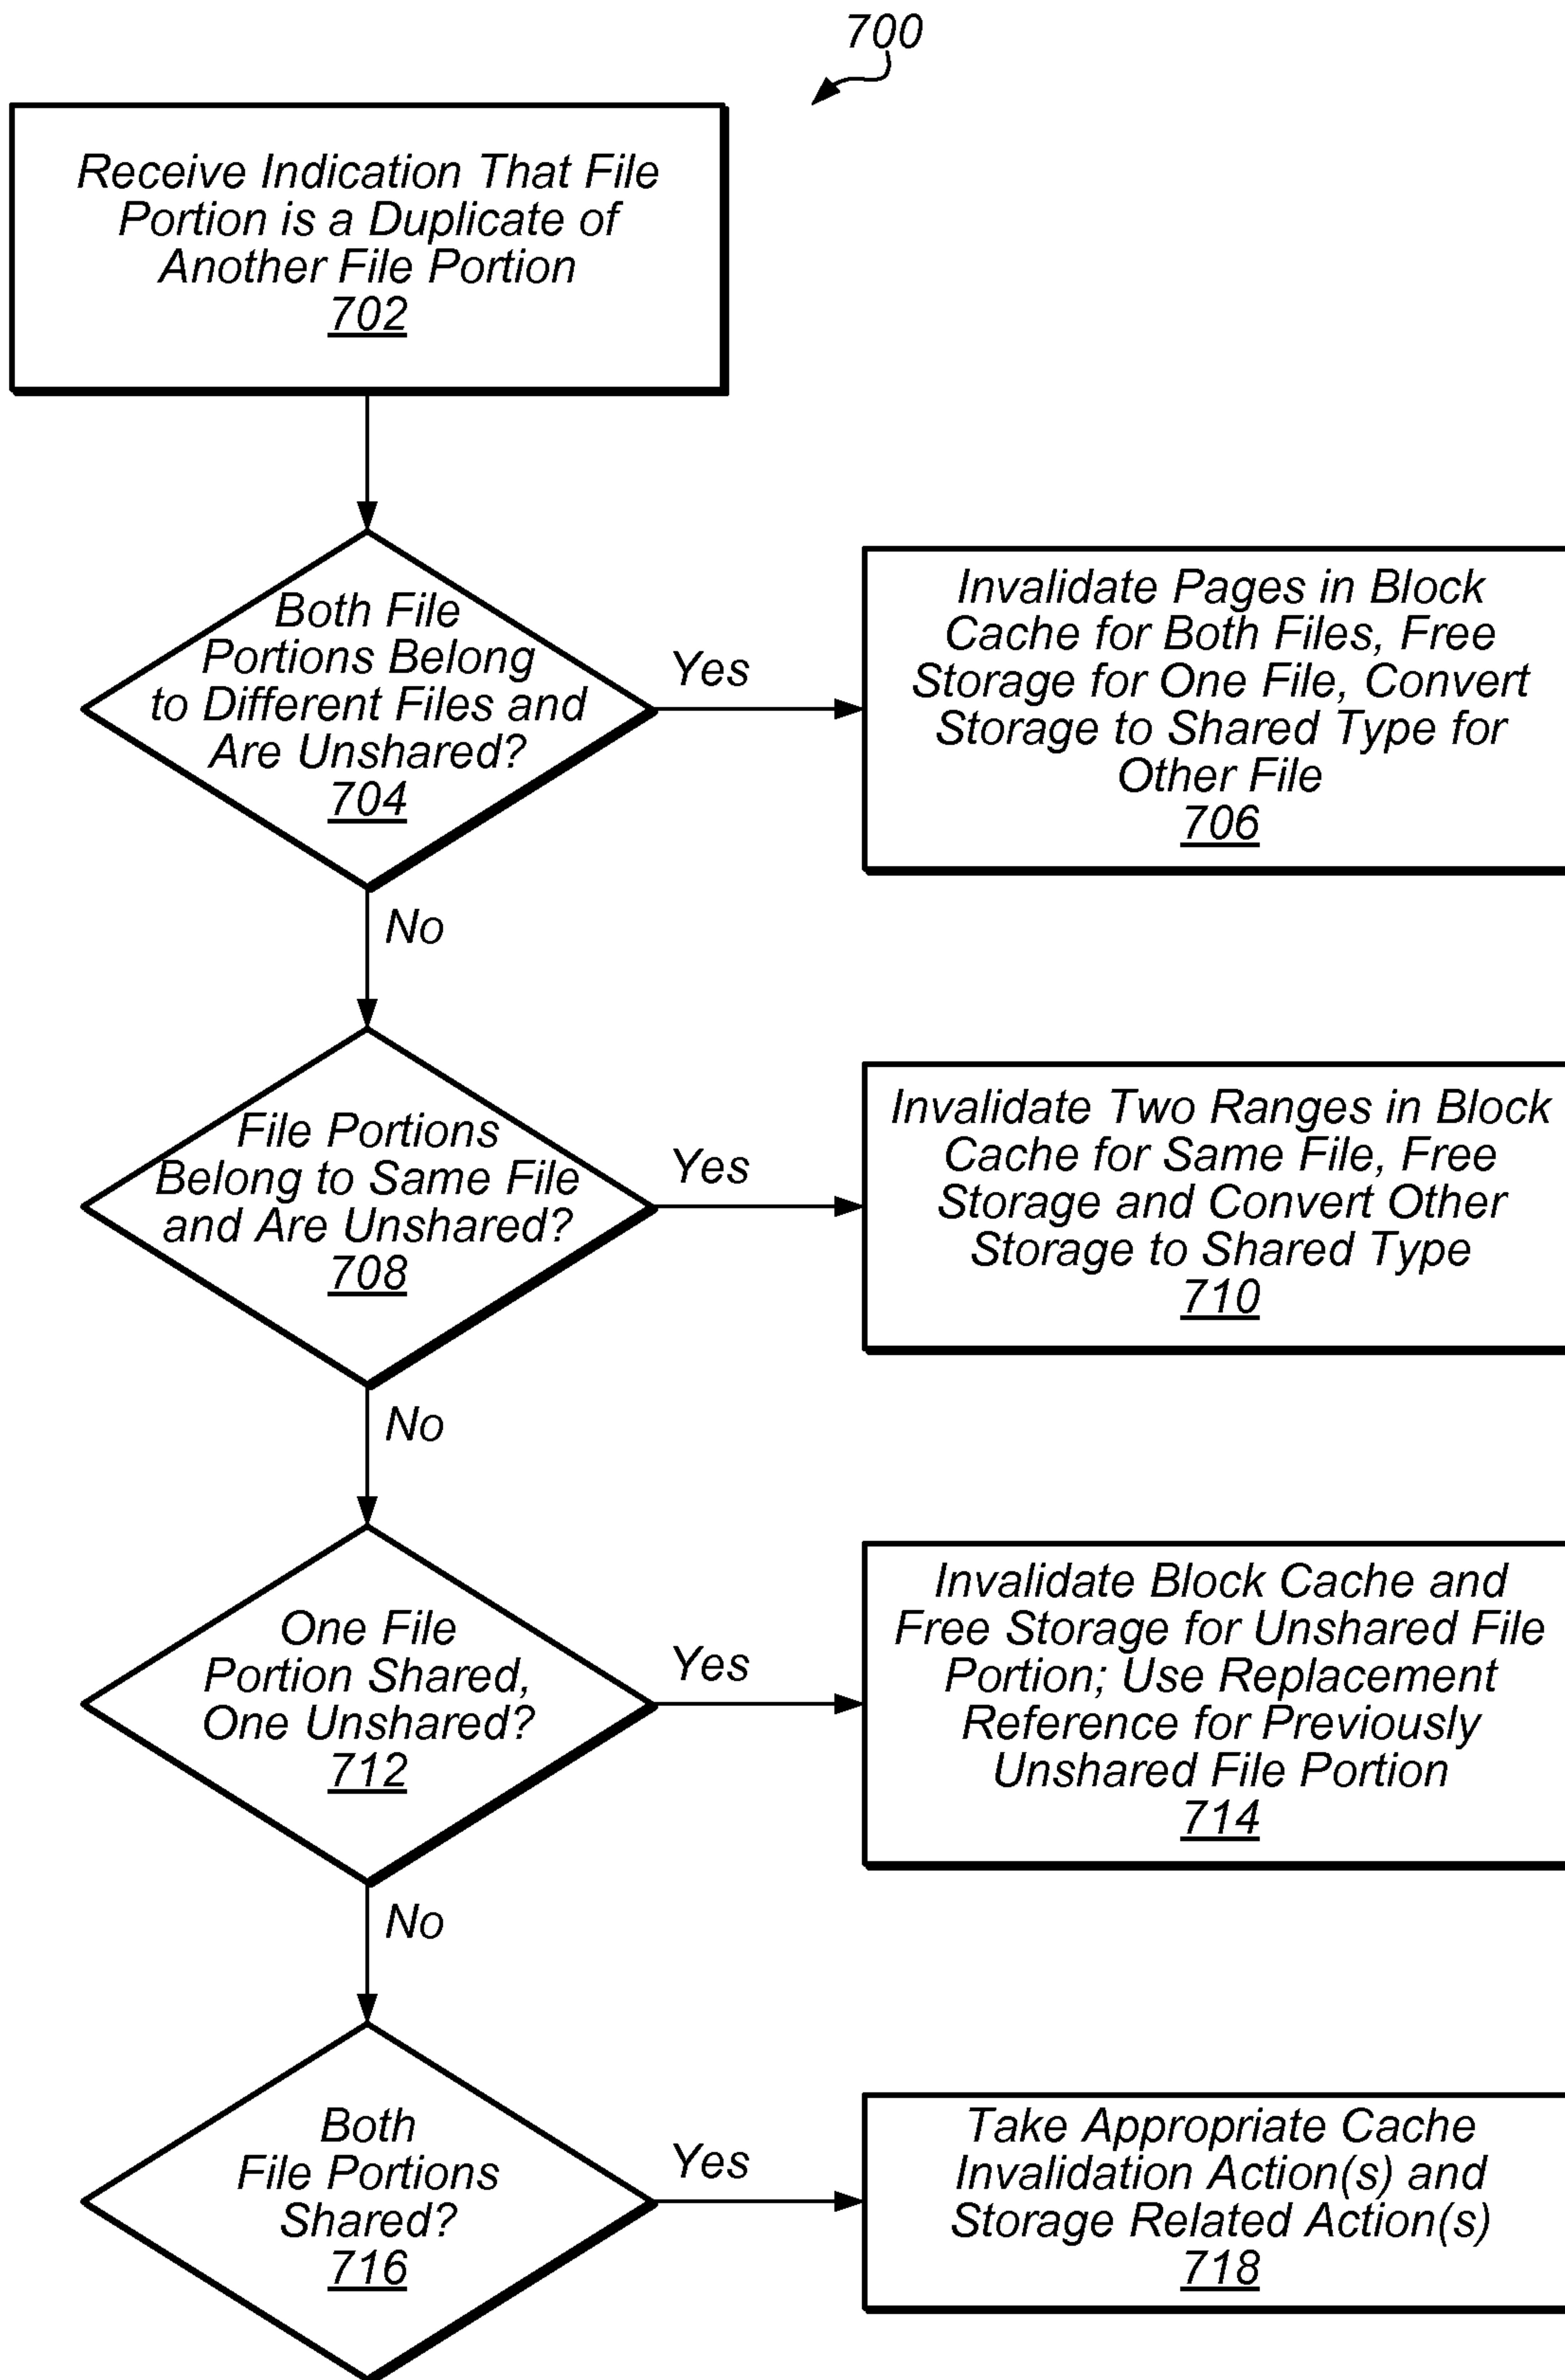 700
Receive Indication That File
Portion is a Duplicate of
Another File Portion
702
Both File
Portions Belong
to Different Files and
Are Unshared?
704
Yes
Invalidate Pages in Block
Cache for Both Files, Free
Storage for One File, Convert
Storage to Shared Type for
Other File
706
No
File Portions
Belong to Same File
and Are Unshared?
708
Yes
Invalidate Two Ranges in Block
Cache for Same File, Free
Storage and Convert Other
Storage to Shared Type
710
No
One File
Portion Shared,
One Unshared?
712
Yes
Invalidate Block Cache and
Free Storage for Unshared File
Portion; Use Replacement
Reference for Previously
Unshared File Portion
714
No
Both
File Portions
Shared?
716
Yes
Take Appropriate Cache
Invalidation Action(s) and
Storage Related Action(s)
718